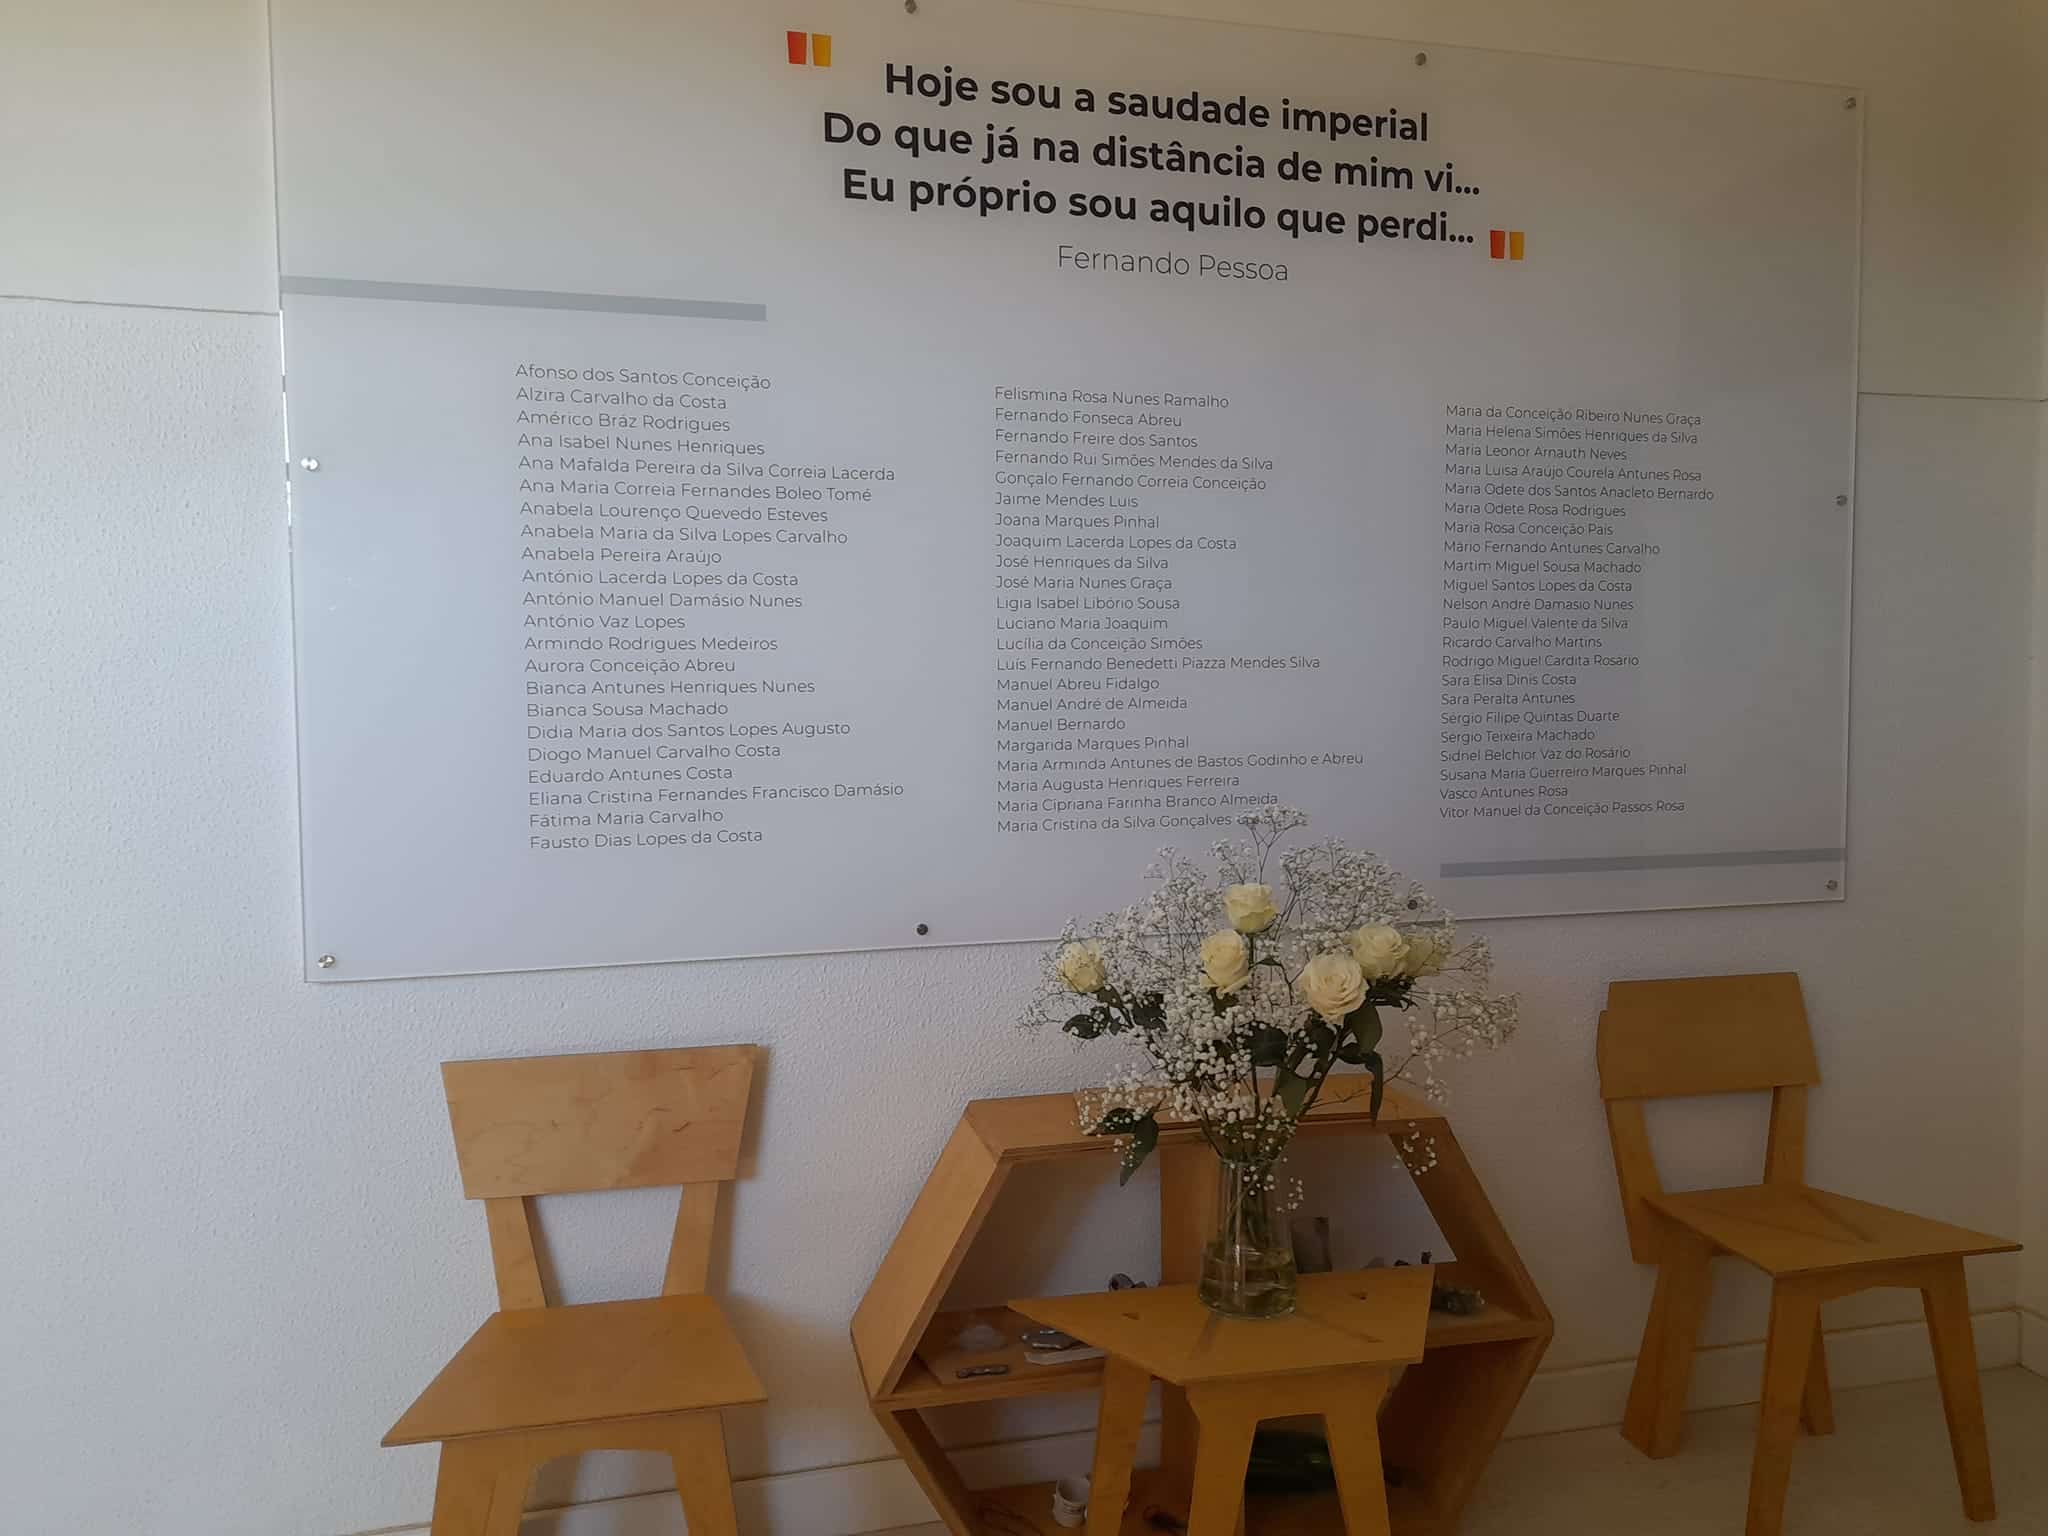 Hoje sou a saudade imperial
Do que já na distância de mim vi...
Eu próprio sou aquilo que perdi...
Fernando Pessoa
Afonso dos Santos Conceição
Alzira Carvalho da Costa
Américo Bráz Rodrigues
Ana Isabel Nunes Henriques
Ana Mafalda Pereira da Silva Correia Lacerda
Ana Maria Correia Fernandes Boleo Tomé
Anabela Lourenço Quevedo Esteves
Anabela Maria da Silva Lopes Carvalho
Anabela Pereira Araújo
António Lacerda Lopes da Costa
António Manuel Damásio Nunes
António Vaz Lopes
Armindo Rodrigues Medeiros
Aurora Conceição Abreu
Bianca Antunes Henriques Nunes
Bianca Sousa Machado
Didia Maria dos Santos Lopes Augusto
Diogo Manuel Carvalho Costa
Eduardo Antunes Costa
Eliana Cristina Fernandes Francisco Damásio
Fátima Maria Carvalho
Fausto Dias Lopes da Costa
Felismina Rosa Nunes Ramalho
Fernando Fonseca Abreu
Fernando Freire dos Santos
Fernando Rui Simões Mendes da Silva
Gonçalo Fernando Correia Conceição
Jaime Mendes Luis
Joana Marques Pinhal
Joaquim Lacerda Lopes da Costa
José Henriques da Silva
José Maria Nunes Graça
Ligia Isabel Libório Sousa
Luciano Maria Joaquim
Lucília da Conceição Simões
Luís Fernando Benedetti Piazza Mendes Silva
Manuel Abreu Fidalgo
Manuel André de Almeida
Manuel Bernardo
Margarida Marques Pinhal
Maria Arminda Antunes de Bastos Godinho e Abreu
Maria Augusta Henriques Ferreira
Maria Cipriana Farinha Branco Almeida
Maria Cristina da Silva Gonçalves
Maria da Conceição Ribeiro Nunes Graça
Maria Helena Simões Henriques da Silva
Maria Leonor Arnauth Neves
Maria Luisa Araújo Courela Antunes Rosa
Maria Odete dos Santos Anacleto Bernardo
Maria Odete Rosa Rodrigues
Maria Rosa Conceição Pais
Mário Fernando Antunes Carvalho
Martim Miguel Sousa Machado
Miguel Santos Lopes da Costa
Nelson André Damasio Nunes
Paulo Miguel Valente da Silva
Ricardo Carvalho Martins
Rodrigo Miguel Cardita Rosário
Sara Elisa Dinis Costa
Sara Peralta Antunes
Sérgio Filipe Quintas Duarte
Sérgio Teixeira Machado
Sidnel Belchior Vaz do Rosário
Susana Maria Guerreiro Marques Pinhal
Vasco Antunes Rosa
Vitor Manuel da Conceição Passos Rosa